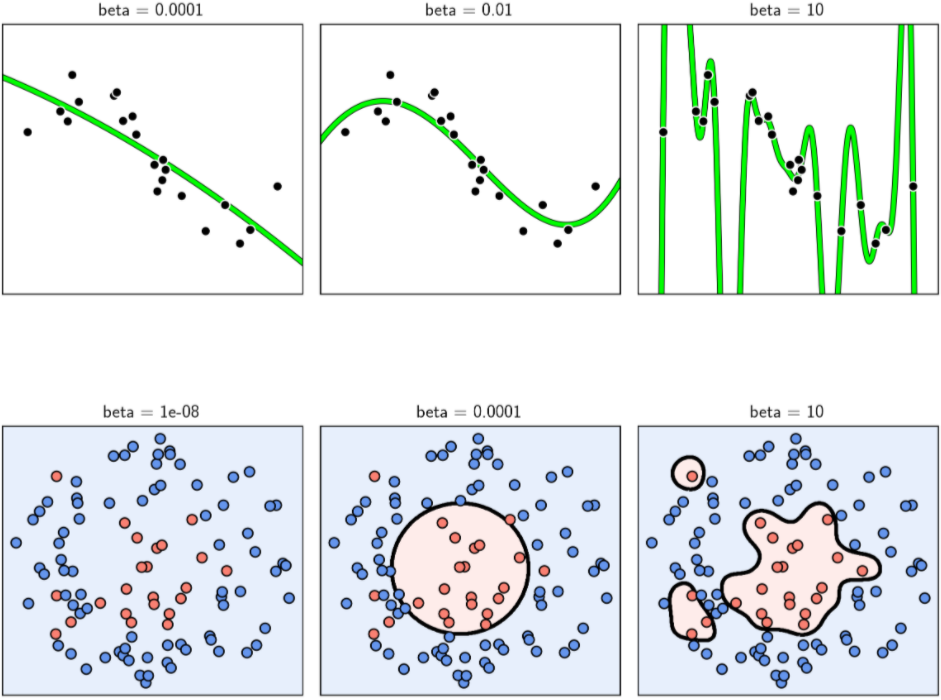 beta = 0.0001
beta = 0.01
beta = 10
beta = 1e-08
beta = 0.0001
beta = 10